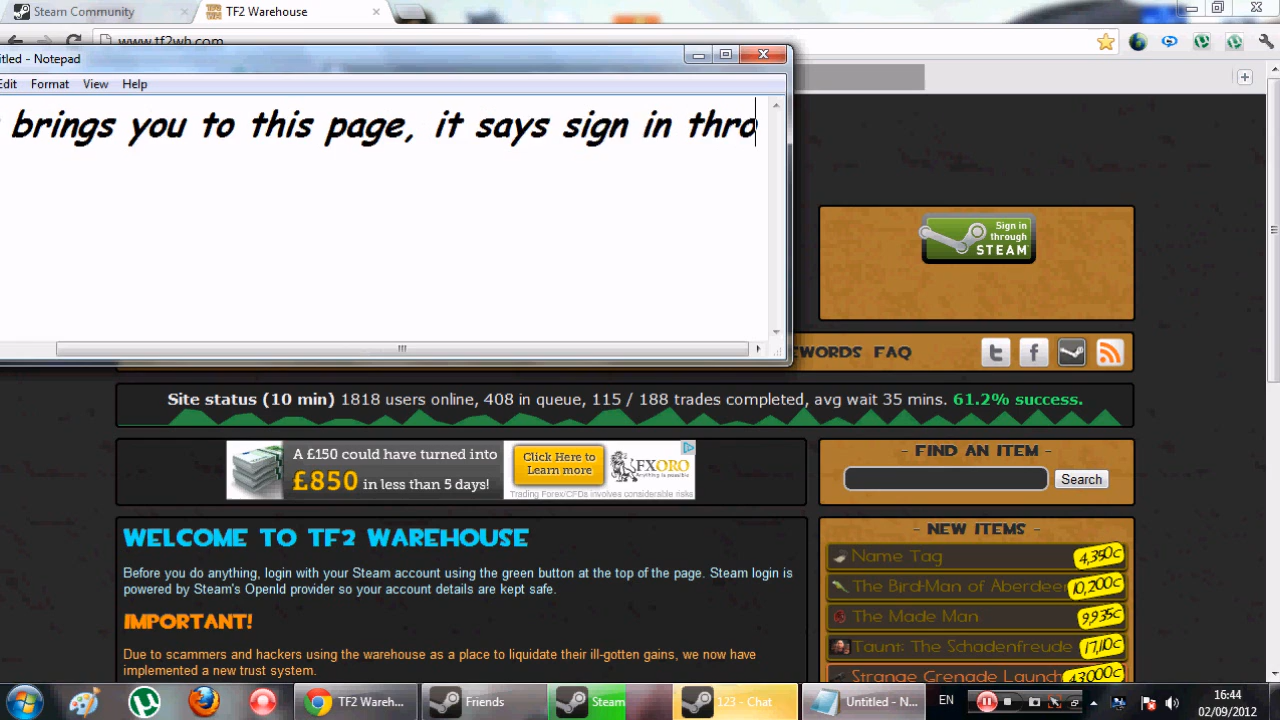 Steam Community
TF2 Warehouse
www.tf2wh.com
- Notepad
Format View Help
brings you to this page, it says sign in thro
Sign in
through
STEAM
FAQ
Site status (10 min) 1818 users online, 408 in queue, 115 / 188 trades completed, avg wait 35 mins. 61.2% success.
A £150 could have turned into
£850 in less than 5 days!
Click Here to
Learn more
FXORO
Anything is possible
Trading Forex/CFDs involves considerable risks
- FIND AN ITEM -
Search
WELCOME TO TF2 WAREHOUSE
Before you do anything, login with your Steam account using the green button at the top of the page. Steam login is
powered by Steam's OpenId provider so your account details are kept safe.
IMPORTANT!
Due to scammers and hackers using the warehouse as a place to liquidate their ill-gotten gains, we now have
implemented a new trust system.
- NEW ITEMS -
Name Tag 4,390c
The Bird-Man of Aberdeen 10,200c
The Made Man 9,935c
Taunt: The Schadenfreude 17,110c
Strange Grenade Launch 43,000c
TF2 Wareh...
Friends
Steam
123 - Chat
Untitled - N...
EN
16:44
02/09/2012